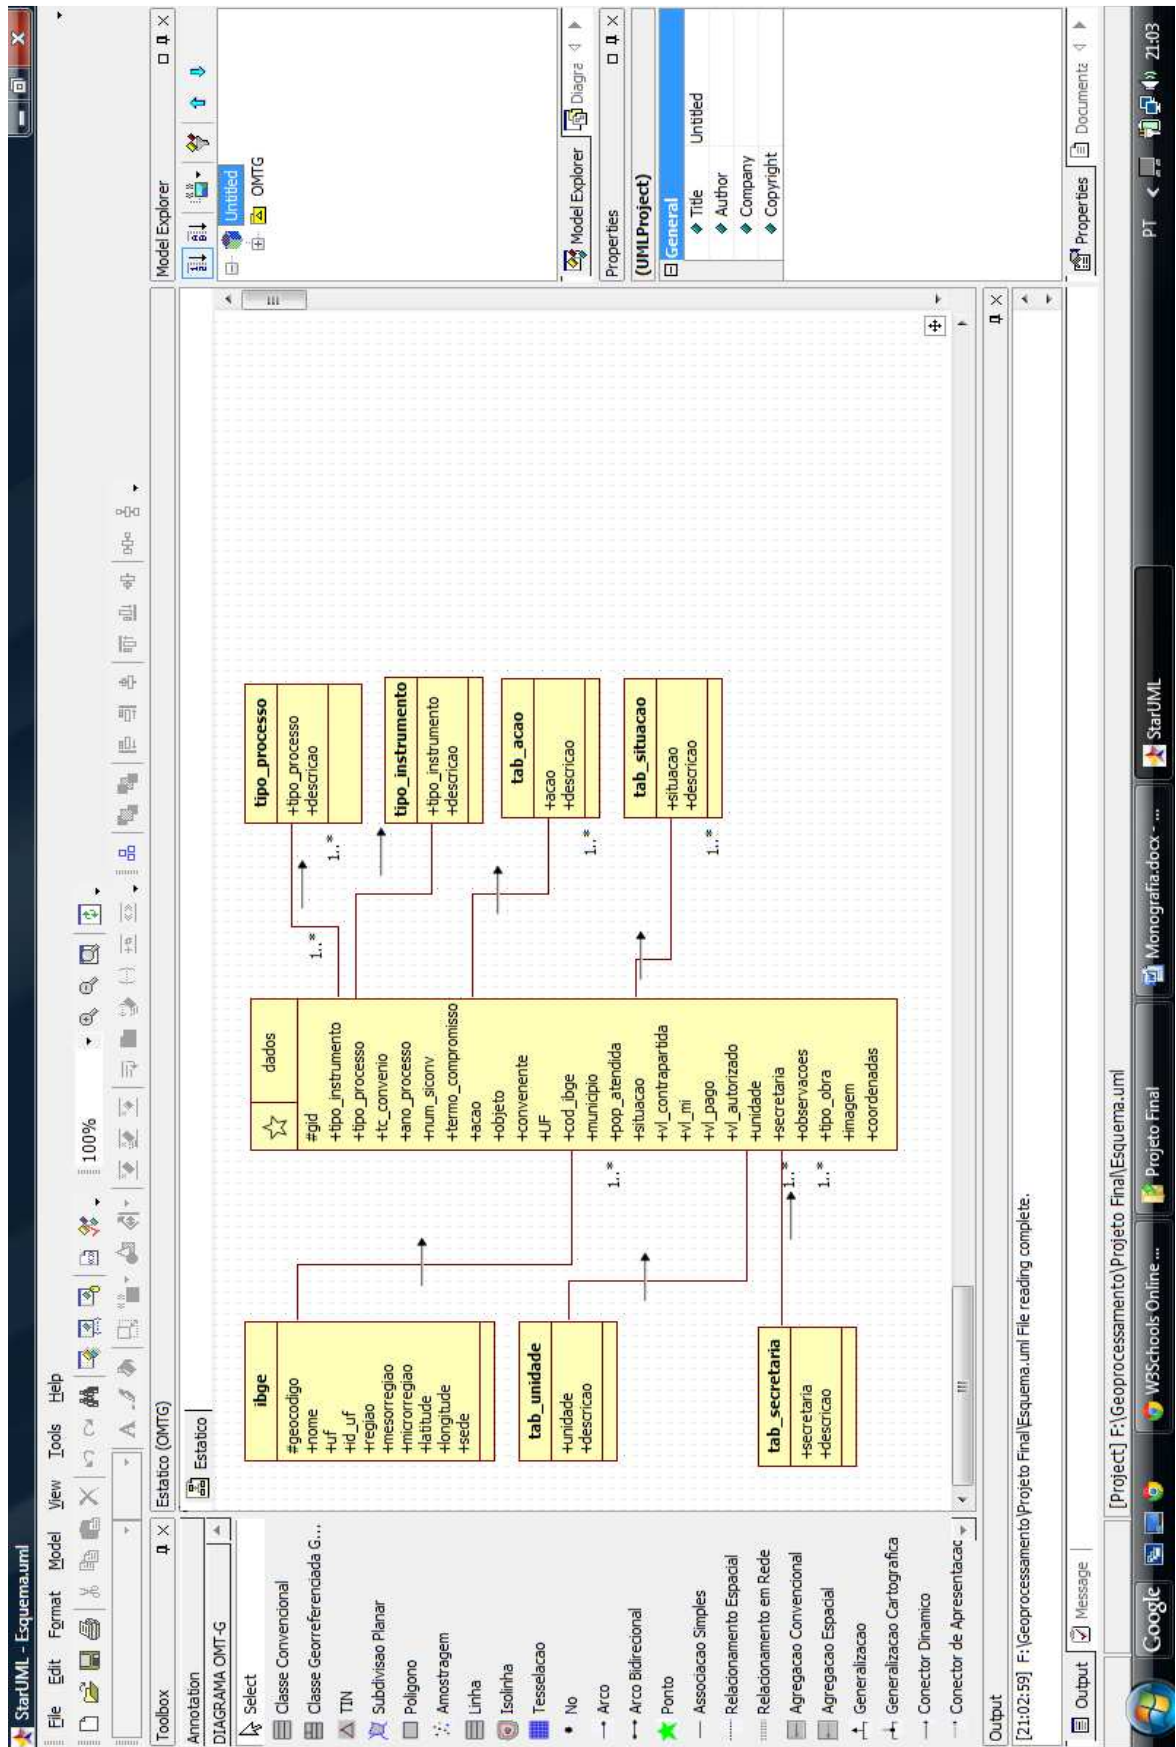 StarUML - Esquema.uml
File Edit Format Model View Tools Help
100%
Toolbox
Annotation
DIAGRAMA OMT-G
Select
Classe Convencional
Classe Georreferenciada G...
TIN
Subdivisao Planar
Poligono
Amostragem
Linha
Isolinha
Tesselacao
No
Arco
Arco Bidirecional
Ponto
Associacao Simples
Relacionamento Espacial
Relacionamento em Rede
Agregacao Convencional
Agregacao Espacial
Generalizacao
Generalizacao Cartografica
Conector Dinamico
Conector de Apresentacac
Estatico (OMTG)
Estatico
ibge
#geocodigo
+nome
+uf
+id_uf
+regiao
+mesorregiao
+microrregiao
+latitude
+longitude
+sede
tab_unidade
+unidade
+descricao
tab_secretaria
+secretaria
+descricao
dados
#gid
+tipo_instrumento
+tipo_processo
+tc_convenio
+ano_processo
+num_siconv
+termo_compromisso
+acao
+objeto
+convenente
+UF
+cod_ibge
+municipio
+pop_atendida
+situacao
+vl_contrapartida
+vl_mi
+vl_pago
+vl_autorizado
+unidade
+secretaria
+observacoes
+tipo_obra
+imagem
+coordenadas
1..*
1..*
1..*
1..*
tipo_processo
+tipo_processo
+descricao
1..*
tipo_instrumento
+tipo_instrumento
+descricao
tab_acao
+acao
+descricao
1..*
tab_situacao
+situacao
+descricao
1..*
Model Explorer
Untitled
OMTG
Model Explorer Diagra
Properties
(UMLProject)
General
Title Untitled
Author
Company
Copyright
Properties Documenta
Output
[21:02:59] F:\Geoprocessamento\Projeto Final\Esquema.uml File reading complete.
Output Message
[Project] F:\Geoprocessamento\Projeto Final\Esquema.uml
Google
W3Schools Online ...
Projeto Final
Monografia.docx - ...
StarUML
PT
21:03